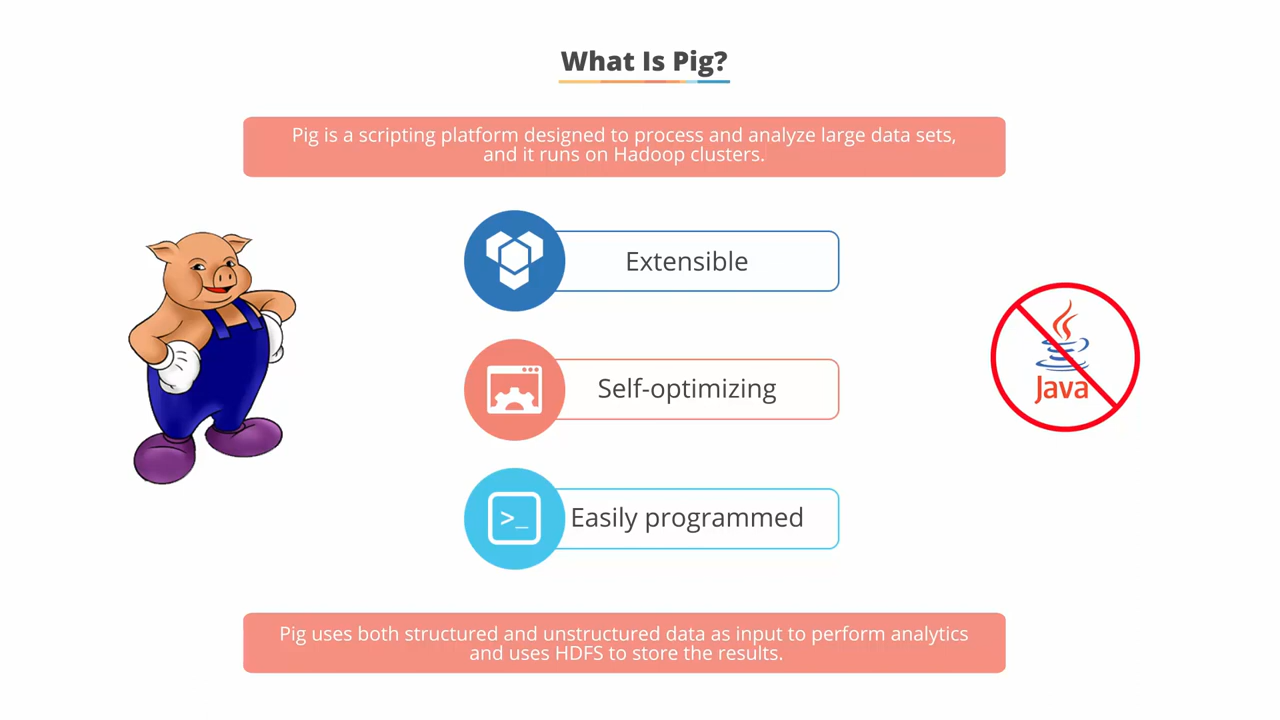 What Is Pig?
Pig is a scripting platform designed to process and analyze large data sets,
and it runs on Hadoop clusters.
Extensible
Self-optimizing
Java
>_ Easily programmed
Pig uses both structured and unstructured data as input to perform analytics
and uses HDFS to store the results.